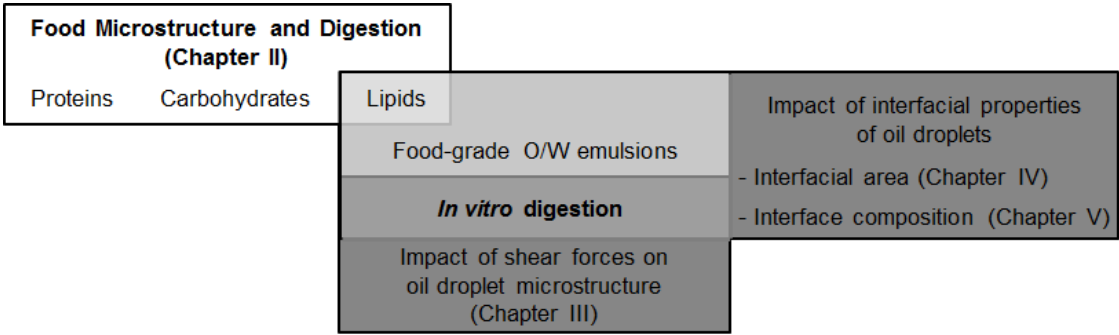 Food Microstructure and Digestion
(Chapter II)
Proteins Carbohydrates Lipids
Food-grade O/W emulsions
In vitro digestion
Impact of shear forces on
oil droplet microstructure
(Chapter III)
Impact of interfacial properties
of oil droplets
- Interfacial area (Chapter IV)
- Interface composition (Chapter V)